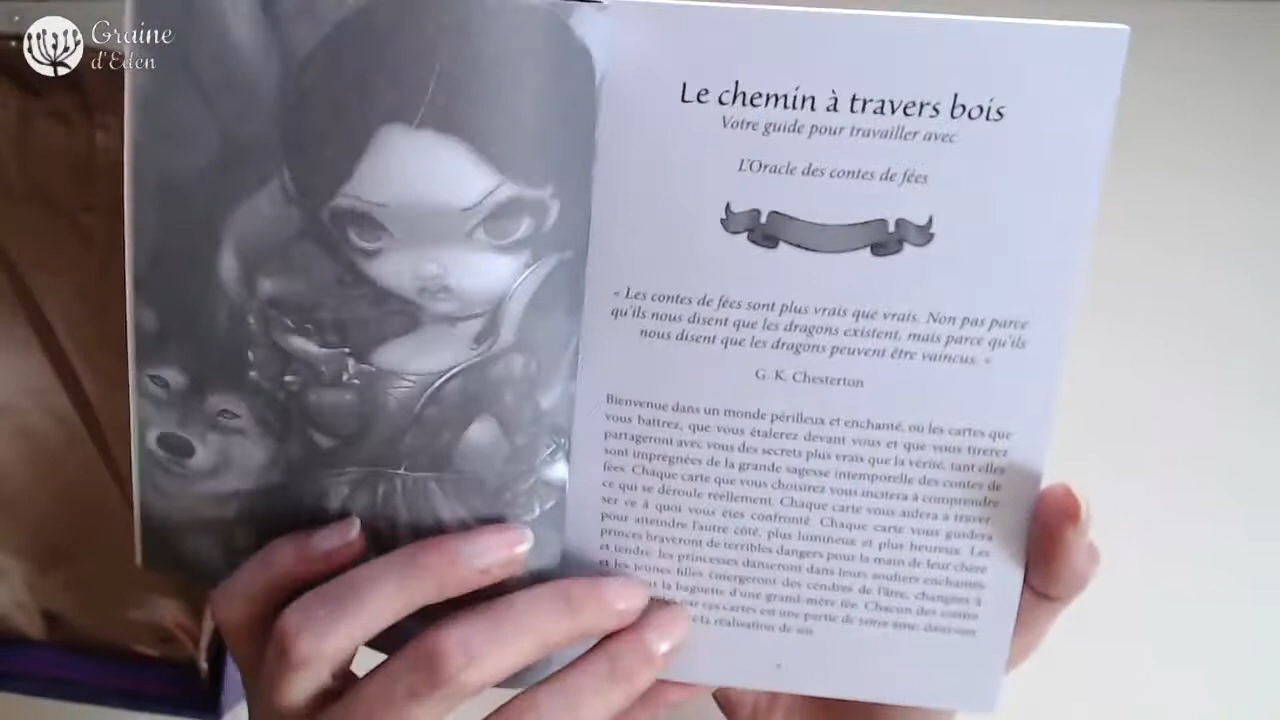 Graine
d'Eden
Le chemin à travers bois
Votre guide pour travailler avec
L'Oracle des contes de fées
« Les contes de fées sont plus vrais que vrais. Non pas parce
qu'ils nous disent que les dragons existent, mais parce qu'ils
nous disent que les dragons peuvent être vaincus. «
G. K. Chesterton
Bienvenue dans un monde périlleux et enchanté, ou les cartes que
vous battrez, que vous étalerez devant vous et que vous tirerez
partageront avec vous des secrets plus vrais que la vérité, tant elles
sont imprégnées de la grande sagesse intemporelle des contes de
fées. Chaque carte que vous choisirez vous incitera à comprendre
ce qui se déroule réellement. Chaque carte vous aidera à traver
ser ce à quoi vous êtes confronté. Chaque carte vous guidera
pour atteindre l'autre côté, plus lumineux et plus heureux. Les
princes braveront de terribles dangers pour la main de leur chère
et tendre, les princesses danseront dans leurs souliers enchantés
et les jeunes filles émergeront des cendres de l'âtre, changées à
la baguette d'une grand-mère fée. Chacun des contes
par ces cartes est une partie de votre âme, dans
la réalisation de